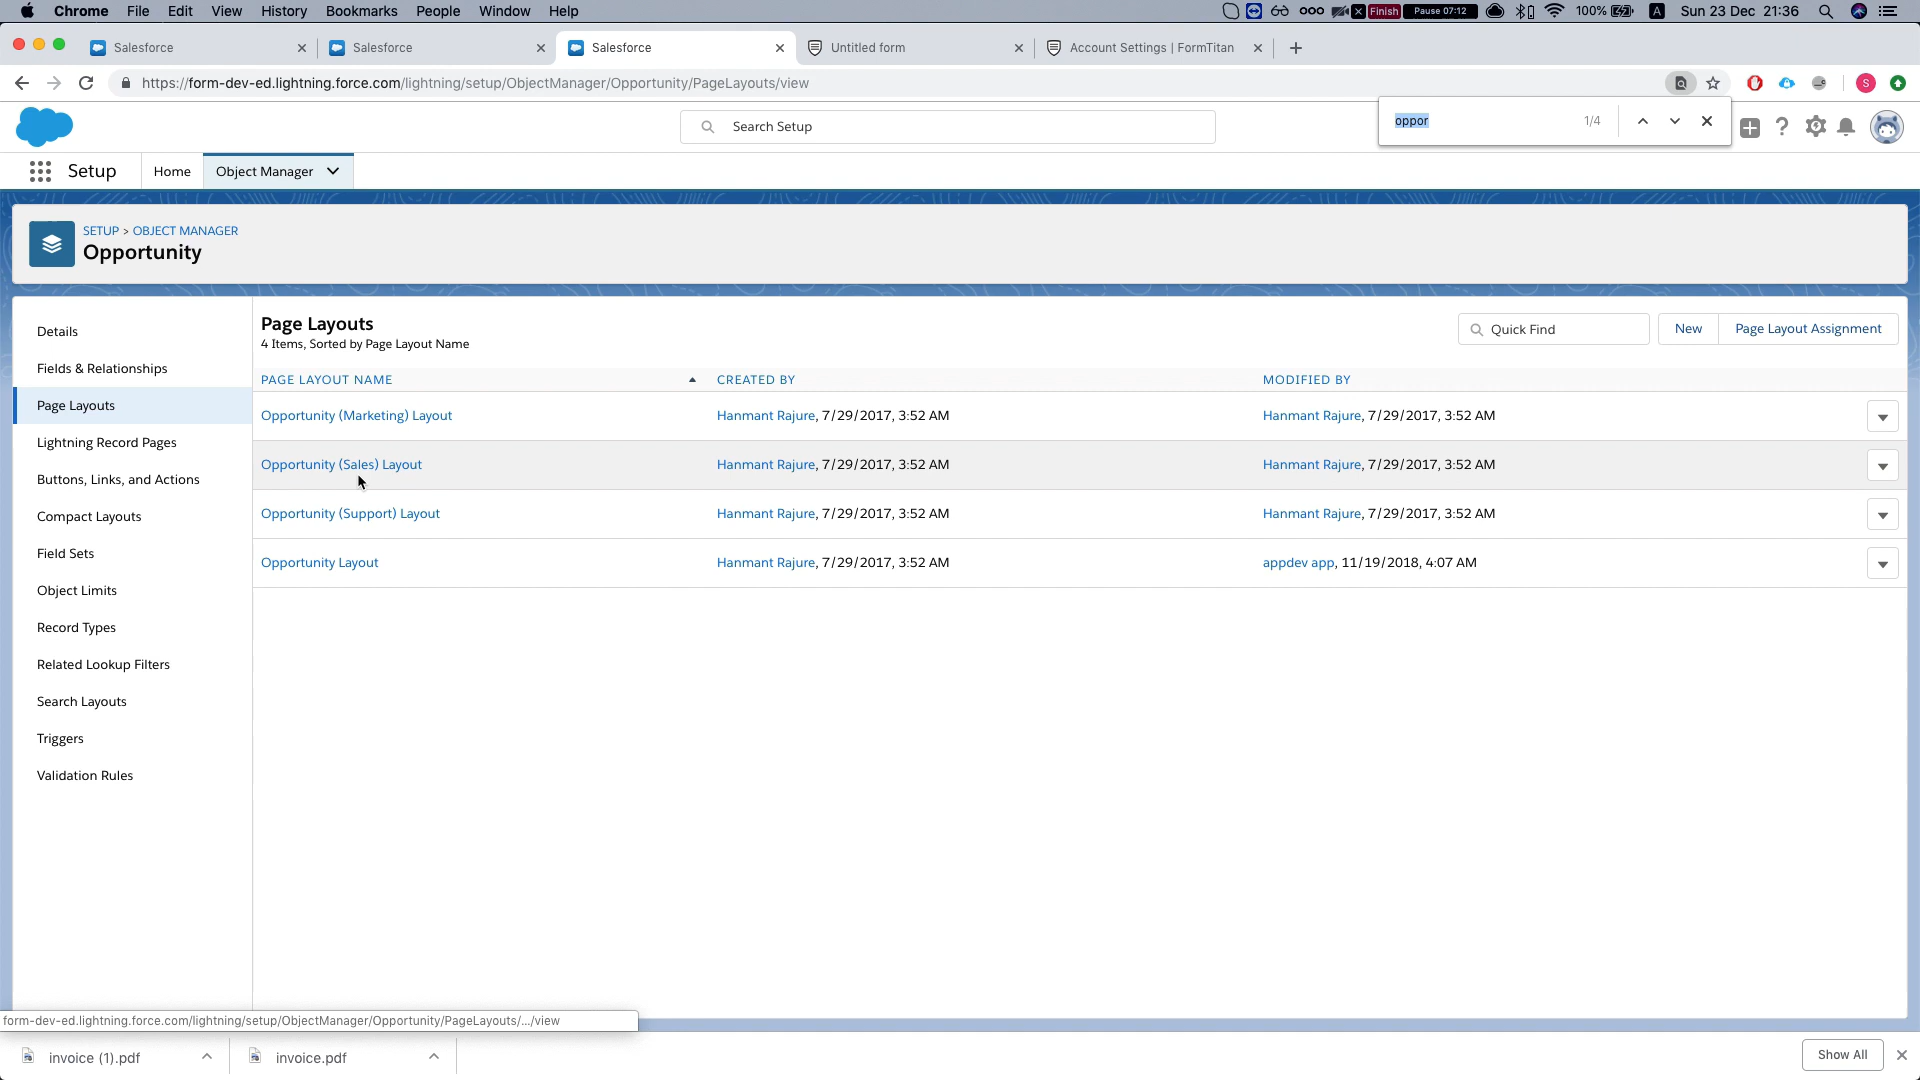 Chrome File Edit View History Bookmarks People Window Help Finish Pause 07:12 100% A Sun 23 Dec 21:36
Salesforce Salesforce Salesforce Untitled form Account Settings | FormTitan
https://form-dev-ed.lightning.force.com/lightning/setup/ObjectManager/Opportunity/PageLayouts/view S
oppor 1/4
Search Setup
Setup Home Object Manager
SETUP > OBJECT MANAGER
Opportunity
Details
Fields & Relationships
Page Layouts
Lightning Record Pages
Buttons, Links, and Actions
Compact Layouts
Field Sets
Object Limits
Record Types
Related Lookup Filters
Search Layouts
Triggers
Validation Rules
Page Layouts
4 Items, Sorted by Page Layout Name
Quick Find New Page Layout Assignment
PAGE LAYOUT NAME CREATED BY MODIFIED BY
Opportunity (Marketing) Layout Hanmant Rajure, 7/29/2017, 3:52 AM Hanmant Rajure, 7/29/2017, 3:52 AM
Opportunity (Sales) Layout Hanmant Rajure, 7/29/2017, 3:52 AM Hanmant Rajure, 7/29/2017, 3:52 AM
Opportunity (Support) Layout Hanmant Rajure, 7/29/2017, 3:52 AM Hanmant Rajure, 7/29/2017, 3:52 AM
Opportunity Layout Hanmant Rajure, 7/29/2017, 3:52 AM appdev app, 11/19/2018, 4:07 AM
form-dev-ed.lightning.force.com/lightning/setup/ObjectManager/Opportunity/PageLayouts/.../view
invoice (1).pdf invoice.pdf Show All